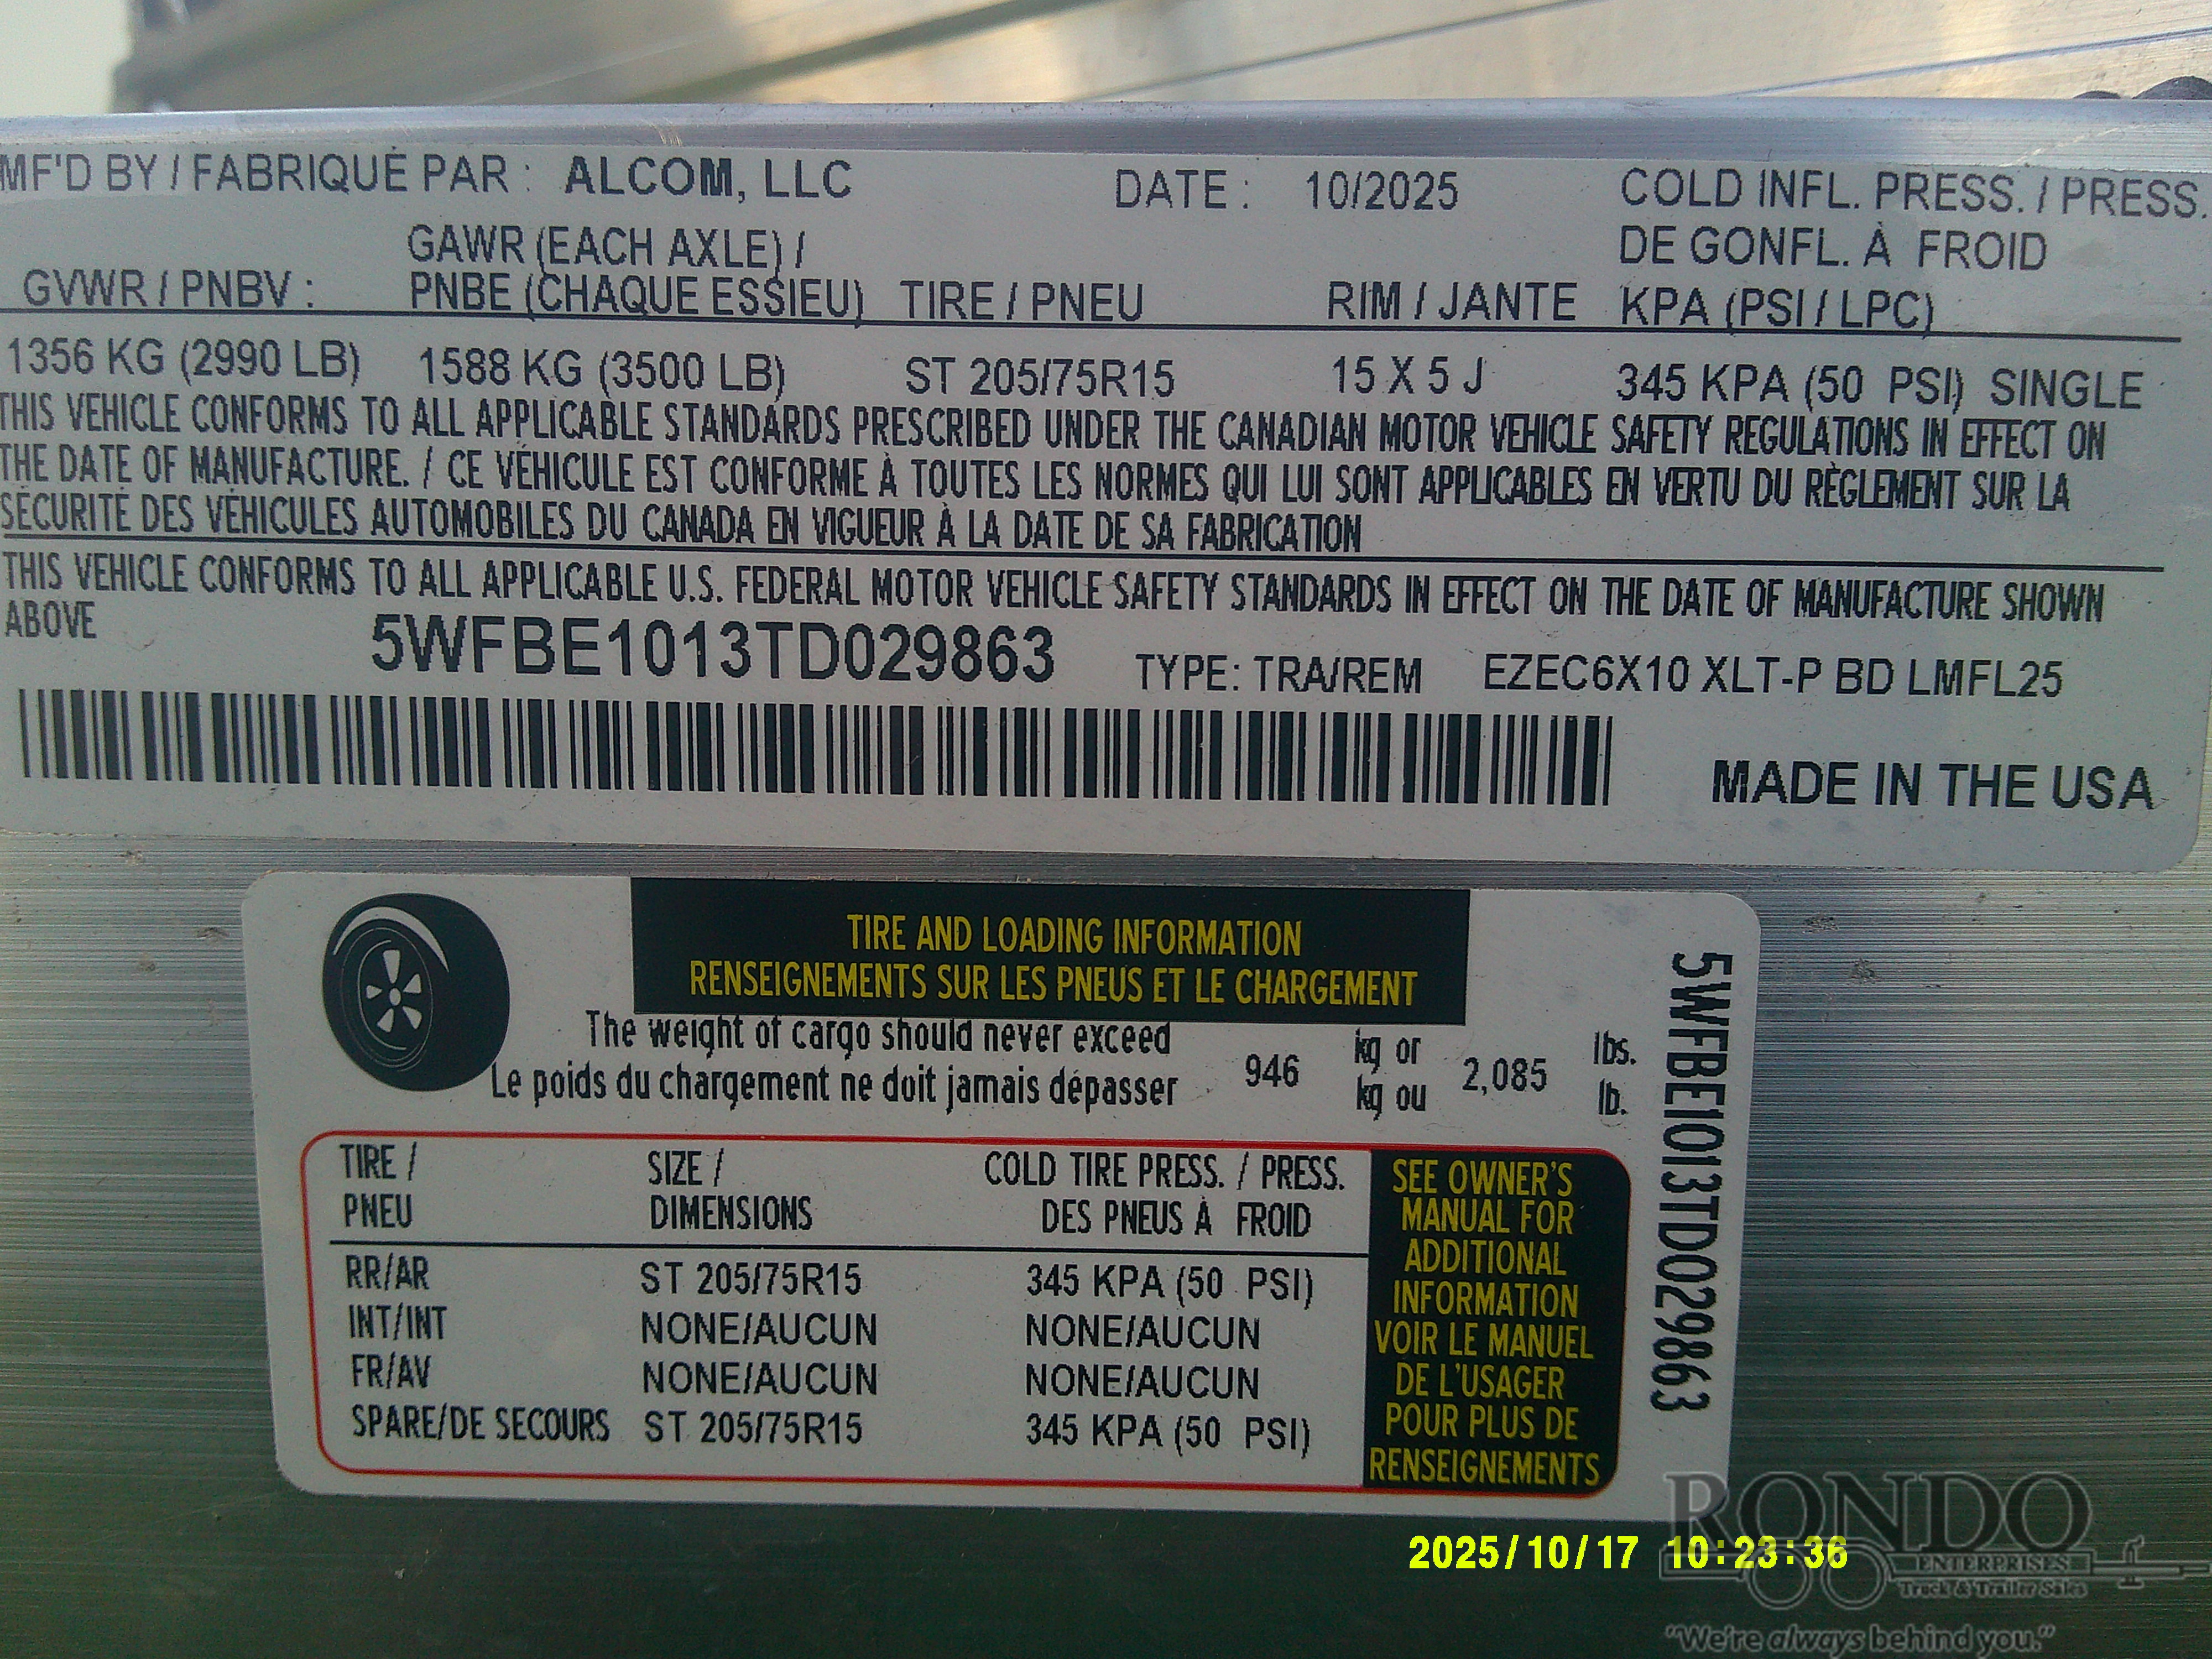 MF'D BY / FABRIQUÉ PAR : ALCOM, LLC DATE : 10/2025 COLD INFL. PRESS. / PRESS.
GAWR (EACH AXLE) / DE GONFL. À FROID
GVWR / PNBV : PNBE (CHAQUE ESSIEU) TIRE / PNEU RIM / JANTE KPA (PSI / LPC)
1356 KG (2990 LB) 1588 KG (3500 LB) ST 205/75R15 15 X 5 J 345 KPA (50 PSI) SINGLE
THIS VEHICLE CONFORMS TO ALL APPLICABLE STANDARDS PRESCRIBED UNDER THE CANADIAN MOTOR VEHICLE SAFETY REGULATIONS IN EFFECT ON
THE DATE OF MANUFACTURE. / CE VÉHICULE EST CONFORME À TOUTES LES NORMES QUI LUI SONT APPLICABLES EN VERTU DU RÈGLEMENT SUR LA
SÉCURITÉ DES VÉHICULES AUTOMOBILES DU CANADA EN VIGUEUR À LA DATE DE SA FABRICATION
THIS VEHICLE CONFORMS TO ALL APPLICABLE U.S. FEDERAL MOTOR VEHICLE SAFETY STANDARDS IN EFFECT ON THE DATE OF MANUFACTURE SHOWN
ABOVE 5WFBE1013TD029863 TYPE: TRA/REM EZEC6X10 XLT-P BD LMFL25
MADE IN THE USA
TIRE AND LOADING INFORMATION
RENSEIGNEMENTS SUR LES PNEUS ET LE CHARGEMENT
The weight of cargo should never exceed 946 kg or 2,085 lbs.
Le poids du chargement ne doit jamais dépasser kg ou lb.
TIRE / SIZE / COLD TIRE PRESS. / PRESS.
PNEU DIMENSIONS DES PNEUS À FROID
RR/AR ST 205/75R15 345 KPA (50 PSI)
INT/INT NONE/AUCUN NONE/AUCUN
FR/AV NONE/AUCUN NONE/AUCUN
SPARE/DE SECOURS ST 205/75R15 345 KPA (50 PSI)
SEE OWNER'S
MANUAL FOR
ADDITIONAL
INFORMATION
VOIR LE MANUEL
DE L'USAGER
POUR PLUS DE
RENSEIGNEMENTS
5WFBE1013TD029863
2025/10/17 10:23:36
RONDO
ENTERPRISES
Truck & Trailer Sales
"We're always behind you."